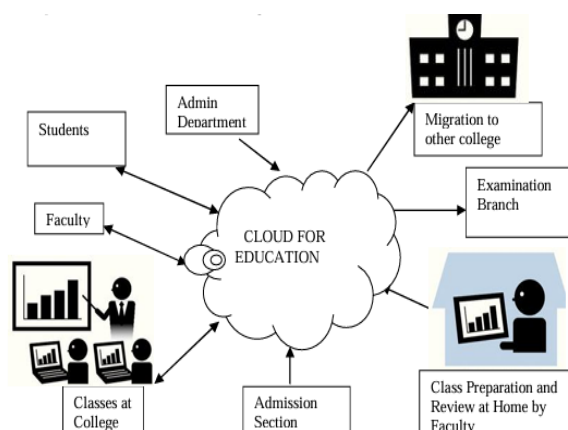 Admin
Department
Students
Migration to
other college
Examination
Branch
Faculty
CLOUD FOR
EDUCATION
Classes at
College
Admission
Section
Class Preparation and
Review at Home by
Faculty